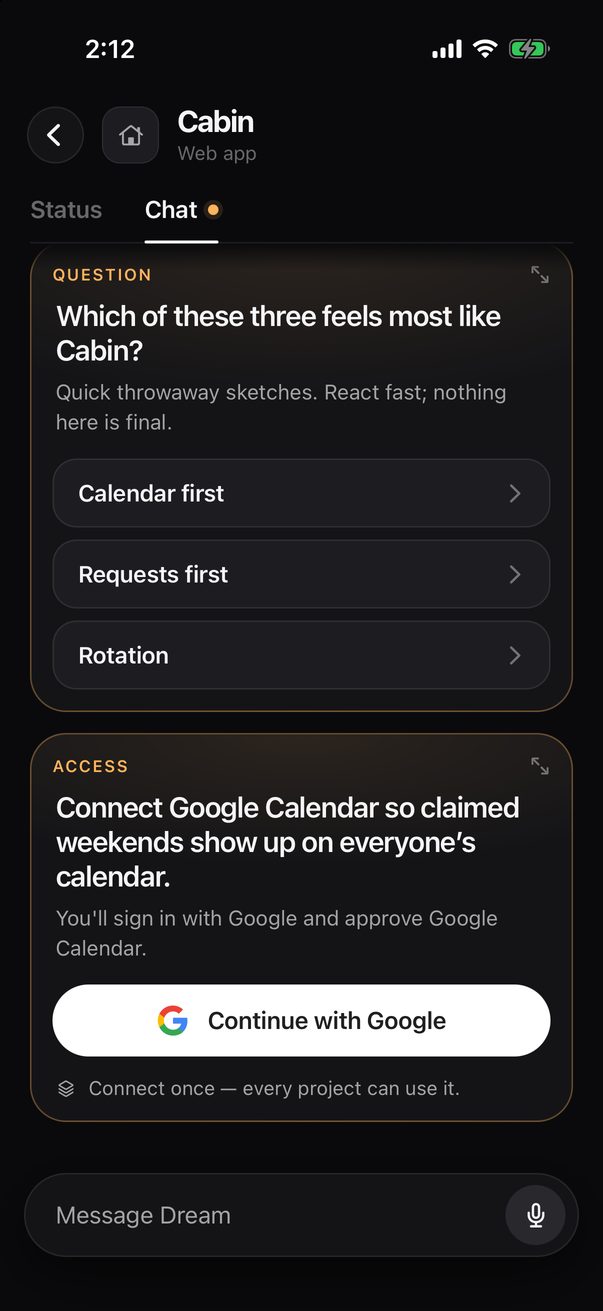 2:12
Cabin
Web app
Status
Chat
QUESTION
Which of these three feels most like
Cabin?
Quick throwaway sketches. React fast; nothing
here is final.
Calendar first
Requests first
Rotation
ACCESS
Connect Google Calendar so claimed
weekends show up on everyone’s
calendar.
You'll sign in with Google and approve Google
Calendar.
Continue with Google
Connect once — every project can use it.
Message Dream